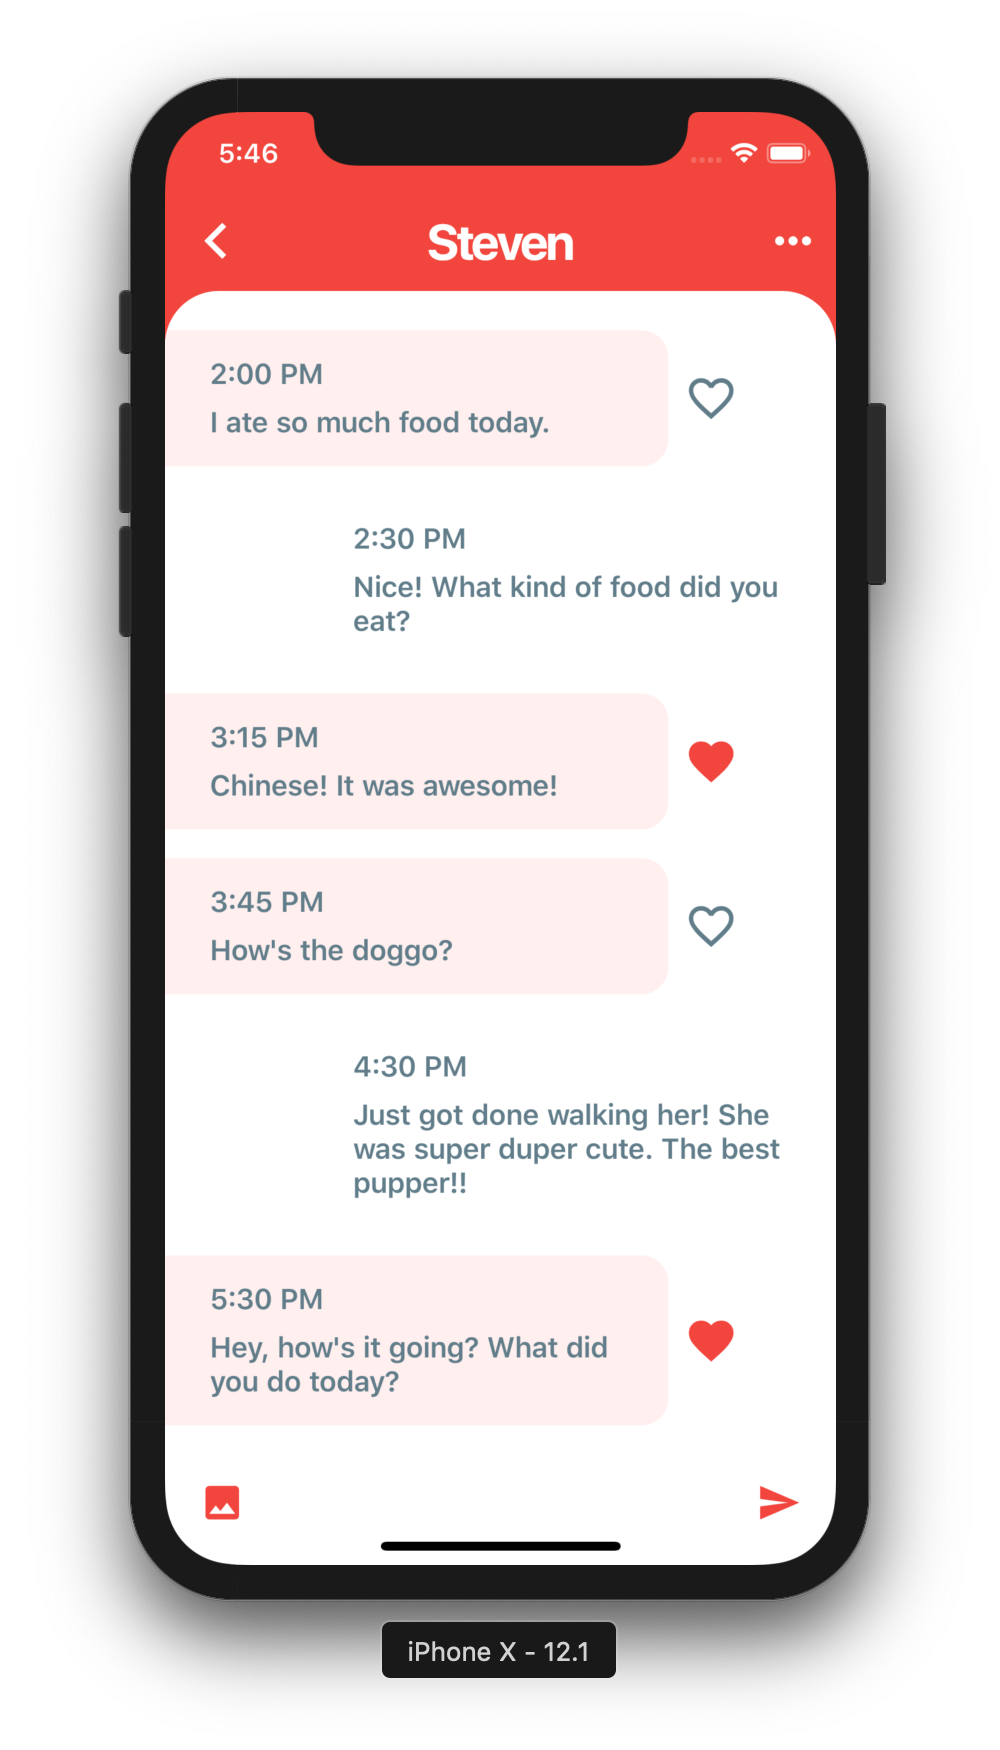 5:46
Steven
2:00 PM
I ate so much food today.
2:30 PM
Nice! What kind of food did you
eat?
3:15 PM
Chinese! It was awesome!
3:45 PM
How's the doggo?
4:30 PM
Just got done walking her! She
was super duper cute. The best
pupper!!
5:30 PM
Hey, how's it going? What did
you do today?
iPhone X - 12.1